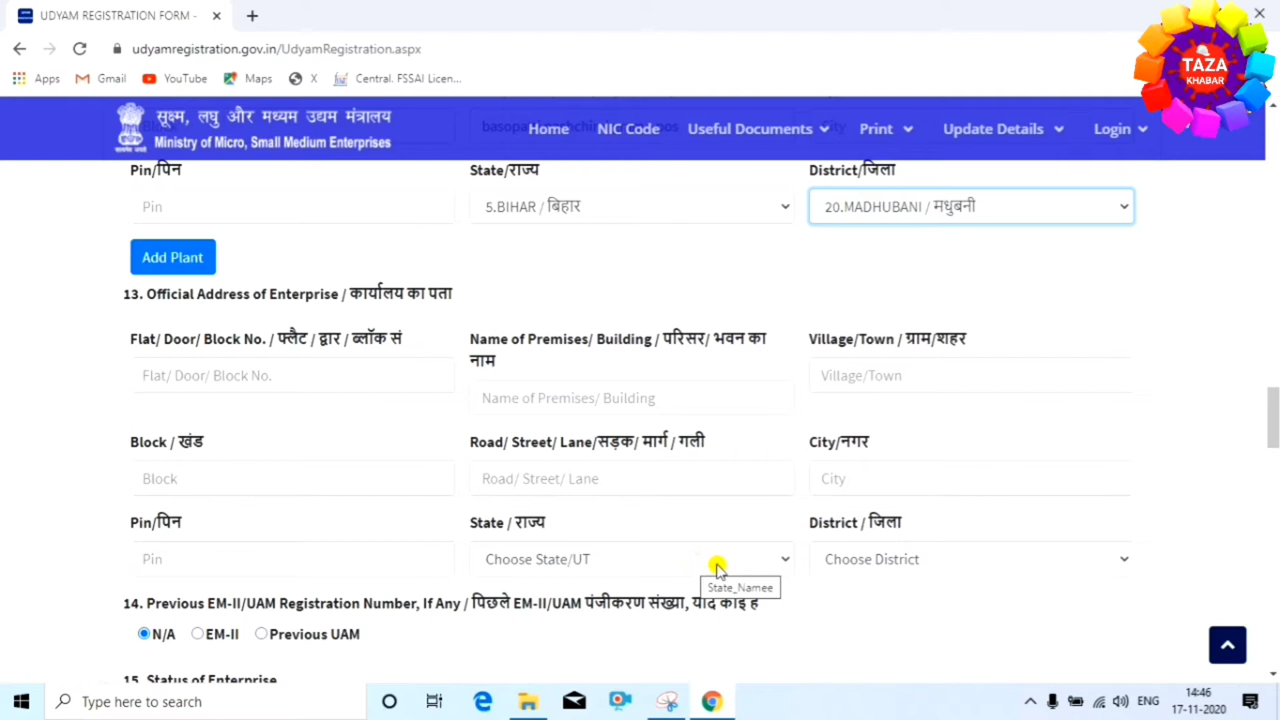 UDYAM REGISTRATION FORM -
udyamregistration.gov.in/UdyamRegistration.aspx
Apps Gmail YouTube Maps X Central. FSSAI Licen...
TAZA
KHABAR
सूक्ष्म, लघु और मध्यम उद्यम मंत्रालय
Ministry of Micro, Small Medium Enterprises
Home NIC Code Useful Documents Print Update Details Login
Pin/पिन State/राज्य District/जिला
Pin 5.BIHAR / बिहार 20.MADHUBANI / मधुबनी
Add Plant
13. Official Address of Enterprise / कार्यालय का पता
Flat/ Door/ Block No. / फ्लैट / द्वार / ब्लॉक सं Name of Premises/ Building / परिसर/ भवन का नाम Village/Town / ग्राम/शहर
Flat/ Door/ Block No. Name of Premises/ Building Village/Town
Block / खंड Road/ Street/ Lane/सड़क/ मार्ग / गली City/नगर
Block Road/ Street/ Lane City
Pin/पिन State / राज्य District / जिला
Pin Choose State/UT Choose District
State_Namee
14. Previous EM-II/UAM Registration Number, If Any / पिछले EM-II/UAM पंजीकरण संख्या, यदि कोई है
N/A EM-II Previous UAM
15. Status of Enterprise
Type here to search ENG 14:46
17-11-2020